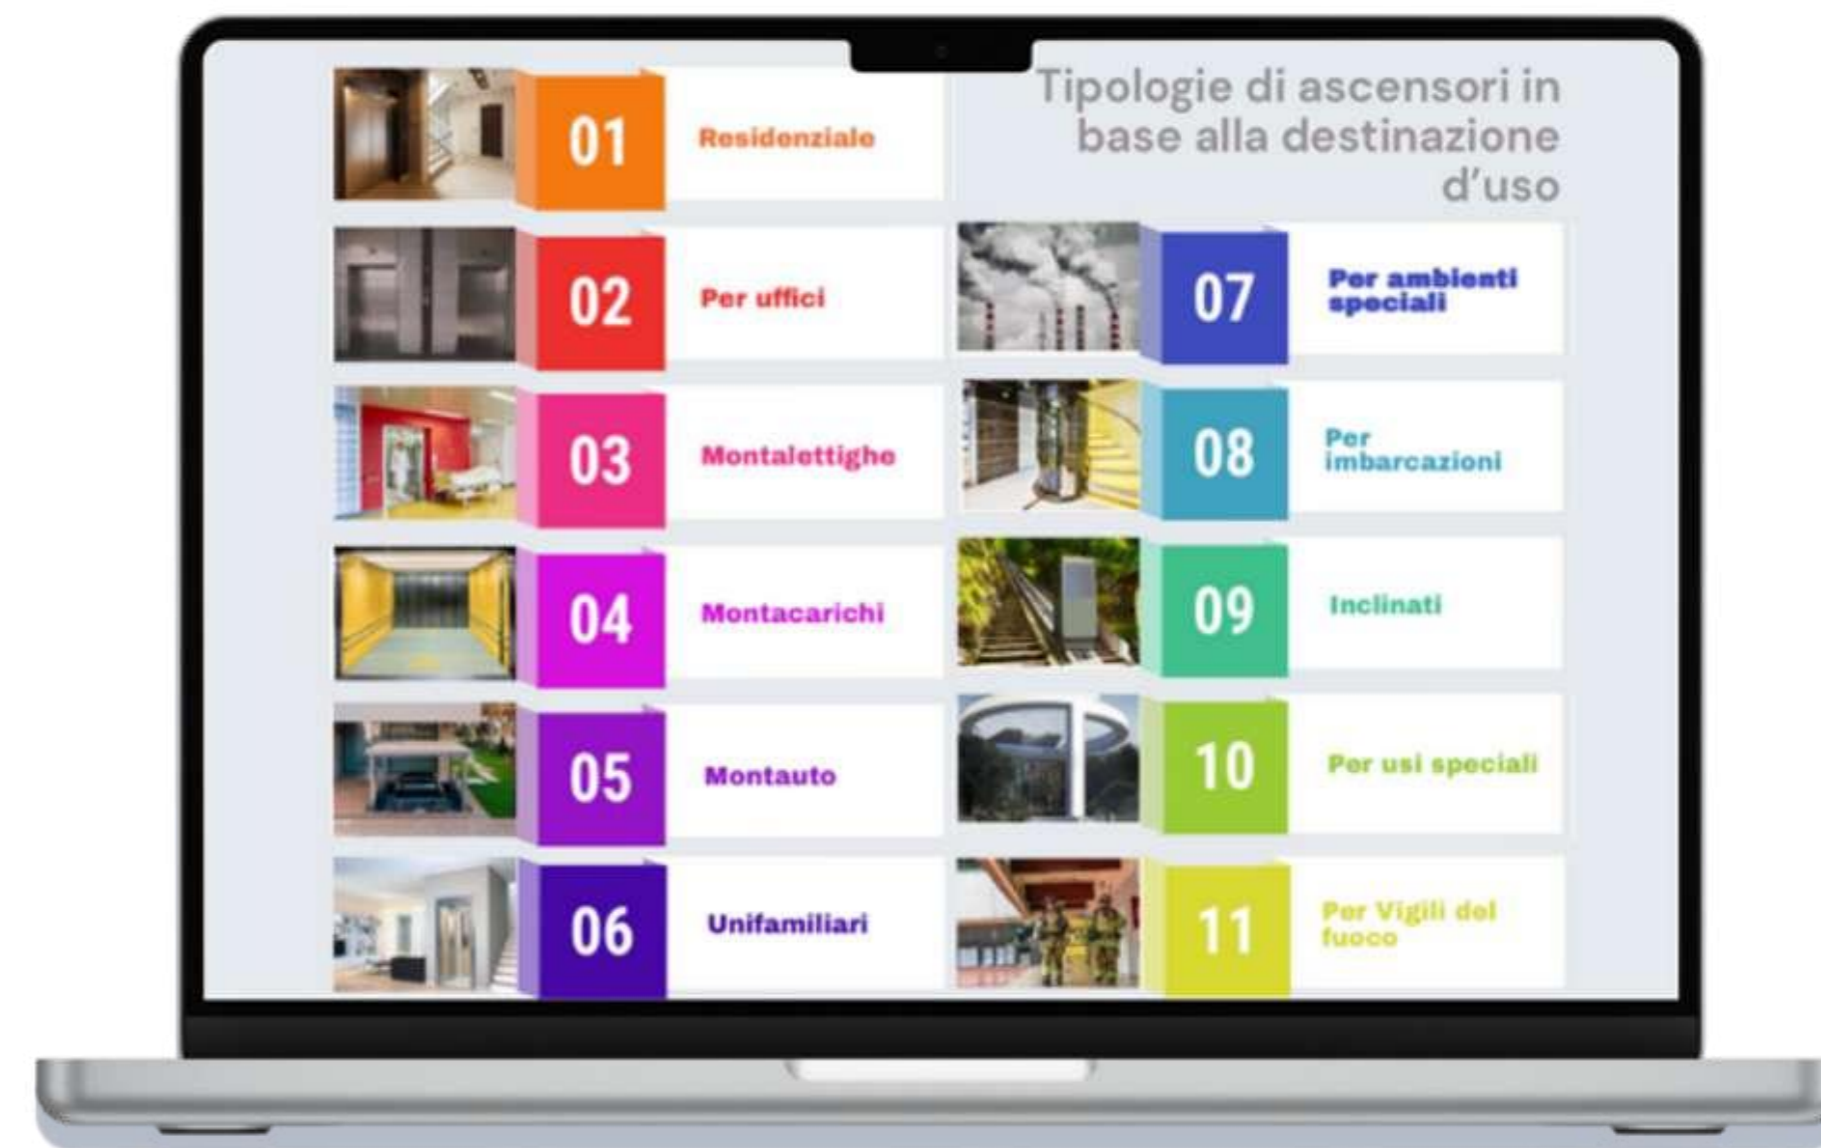 Tipologie di ascensori in
base alla destinazione
d’uso
01
Residenziale
02
Per uffici
03
Montalettighe
04
Montacarichi
05
Montauto
06
Unifamiliari
07
Per ambienti
speciali
08
Per
imbarcazioni
09
Inclinati
10
Per usi speciali
11
Per Vigili del
fuoco